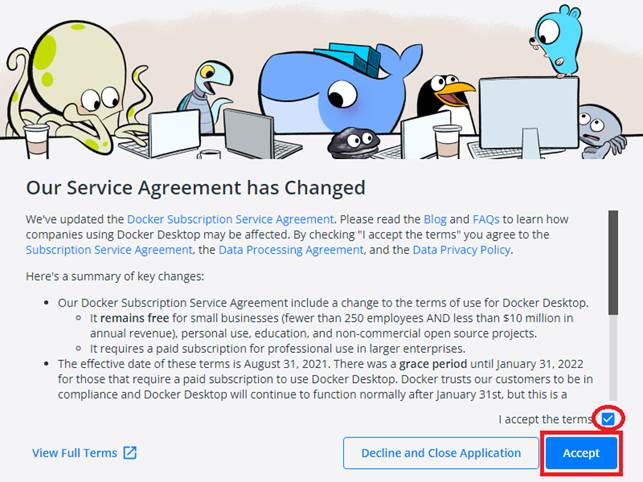 Our Service Agreement has Changed
We've updated the Docker Subscription Service Agreement. Please read the Blog and FAQs to learn how
companies using Docker Desktop may be affected. By checking "I accept the terms" you agree to the
Subscription Service Agreement, the Data Processing Agreement, and the Data Privacy Policy.
Here's a summary of key changes:
• Our Docker Subscription Service Agreement include a change to the terms of use for Docker Desktop.
◦ It remains free for small businesses (fewer than 250 employees AND less than $10 million in
annual revenue), personal use, education, and non-commercial open source projects.
◦ It requires a paid subscription for professional use in larger enterprises.
• The effective date of these terms is August 31, 2021. There was a grace period until January 31, 2022
for those that require a paid subscription to use Docker Desktop. Docker trusts our customers to be in
compliance and Docker Desktop will continue to function normally after January 31st, but this is a
I accept the terms
View Full Terms
Decline and Close Application
Accept